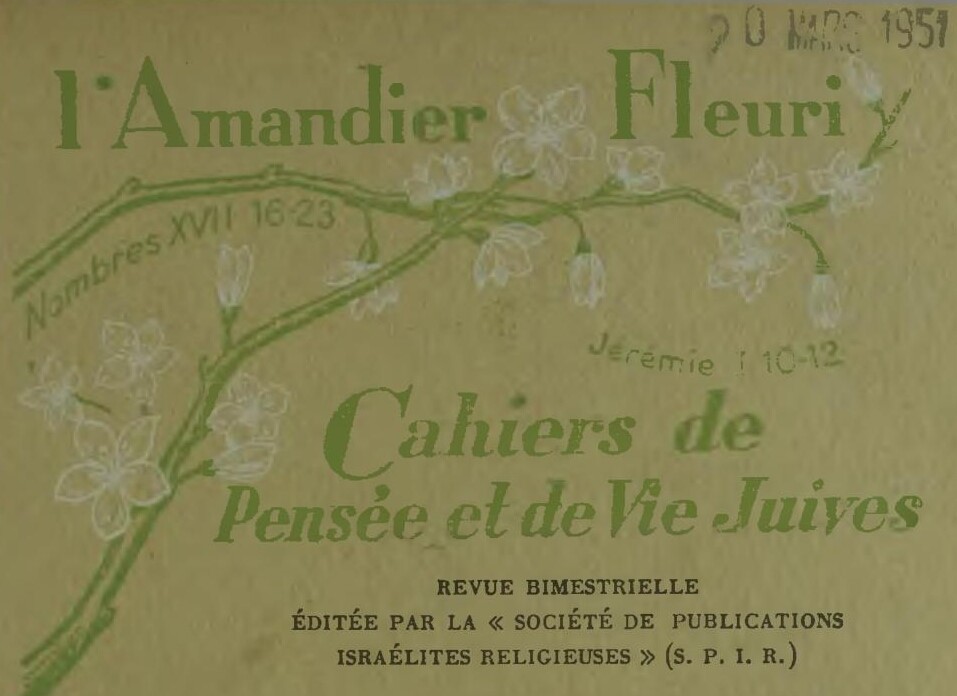 20 MARS 1951
l'Amandier Fleuri
Nombres XVII 16-23
Jérémie I 10-12
Cahiers de
Pensée et de Vie Juives
REVUE BIMESTRIELLE
ÉDITÉE PAR LA « SOCIÉTÉ DE PUBLICATIONS
ISRAÉLITES RELIGIEUSES » (S. P. I. R.)